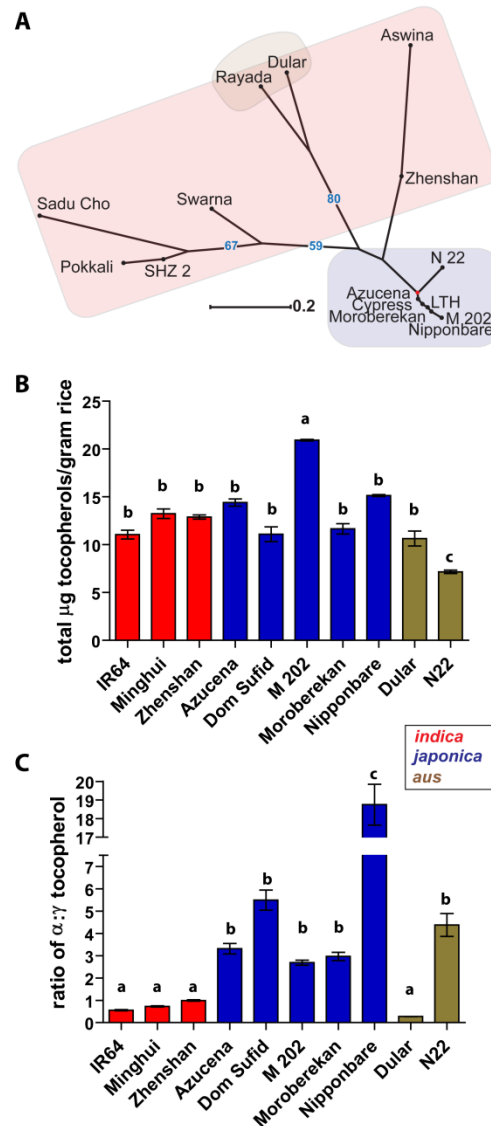 A
Aswina
Dular
Rayada
Zhenshan
80
Sadu Cho
Swarna
67
59
Pokkali
SHZ 2
N 22
0.2
Azucena
Cypress
LTH
Moroberekan
M 202
Nipponbare
B
total µg tocopherols/gram rice
25
20
15
10
5
0
b
b
b
b
b
a
b
b
b
c
IR64
Minghui
Zhenshan
Azucena
Dom Sufid
M 202
Moroberekan
Nipponbare
Dular
N22
indica
japonica
aus
C
ratio of α:γ tocopherol
20
19
18
17
7
6
5
4
3
2
1
0
a
a
a
b
b
b
b
c
a
b
IR64
Minghui
Zhenshan
Azucena
Dom Sufid
M 202
Moroberekan
Nipponbare
Dular
N22